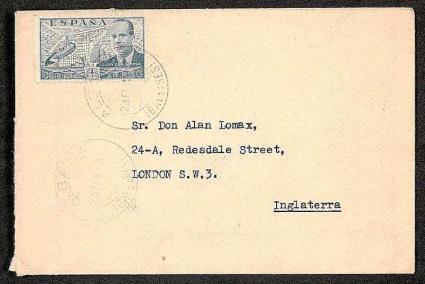 ESPAÑA
Sr. Don Alan Lomax,
24-A, Redesdale Street,
LONDON S.W.3.
Inglaterra